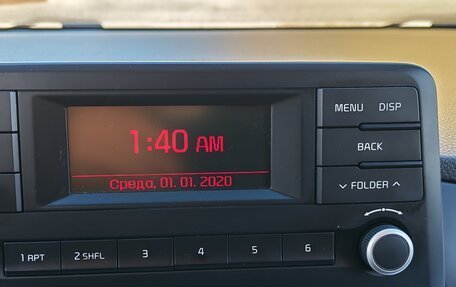 1:40 AM
Среда, 01. 01. 2020
MENU DISP
BACK
FOLDER
1 RPT 2 SHFL 3 4 5 6